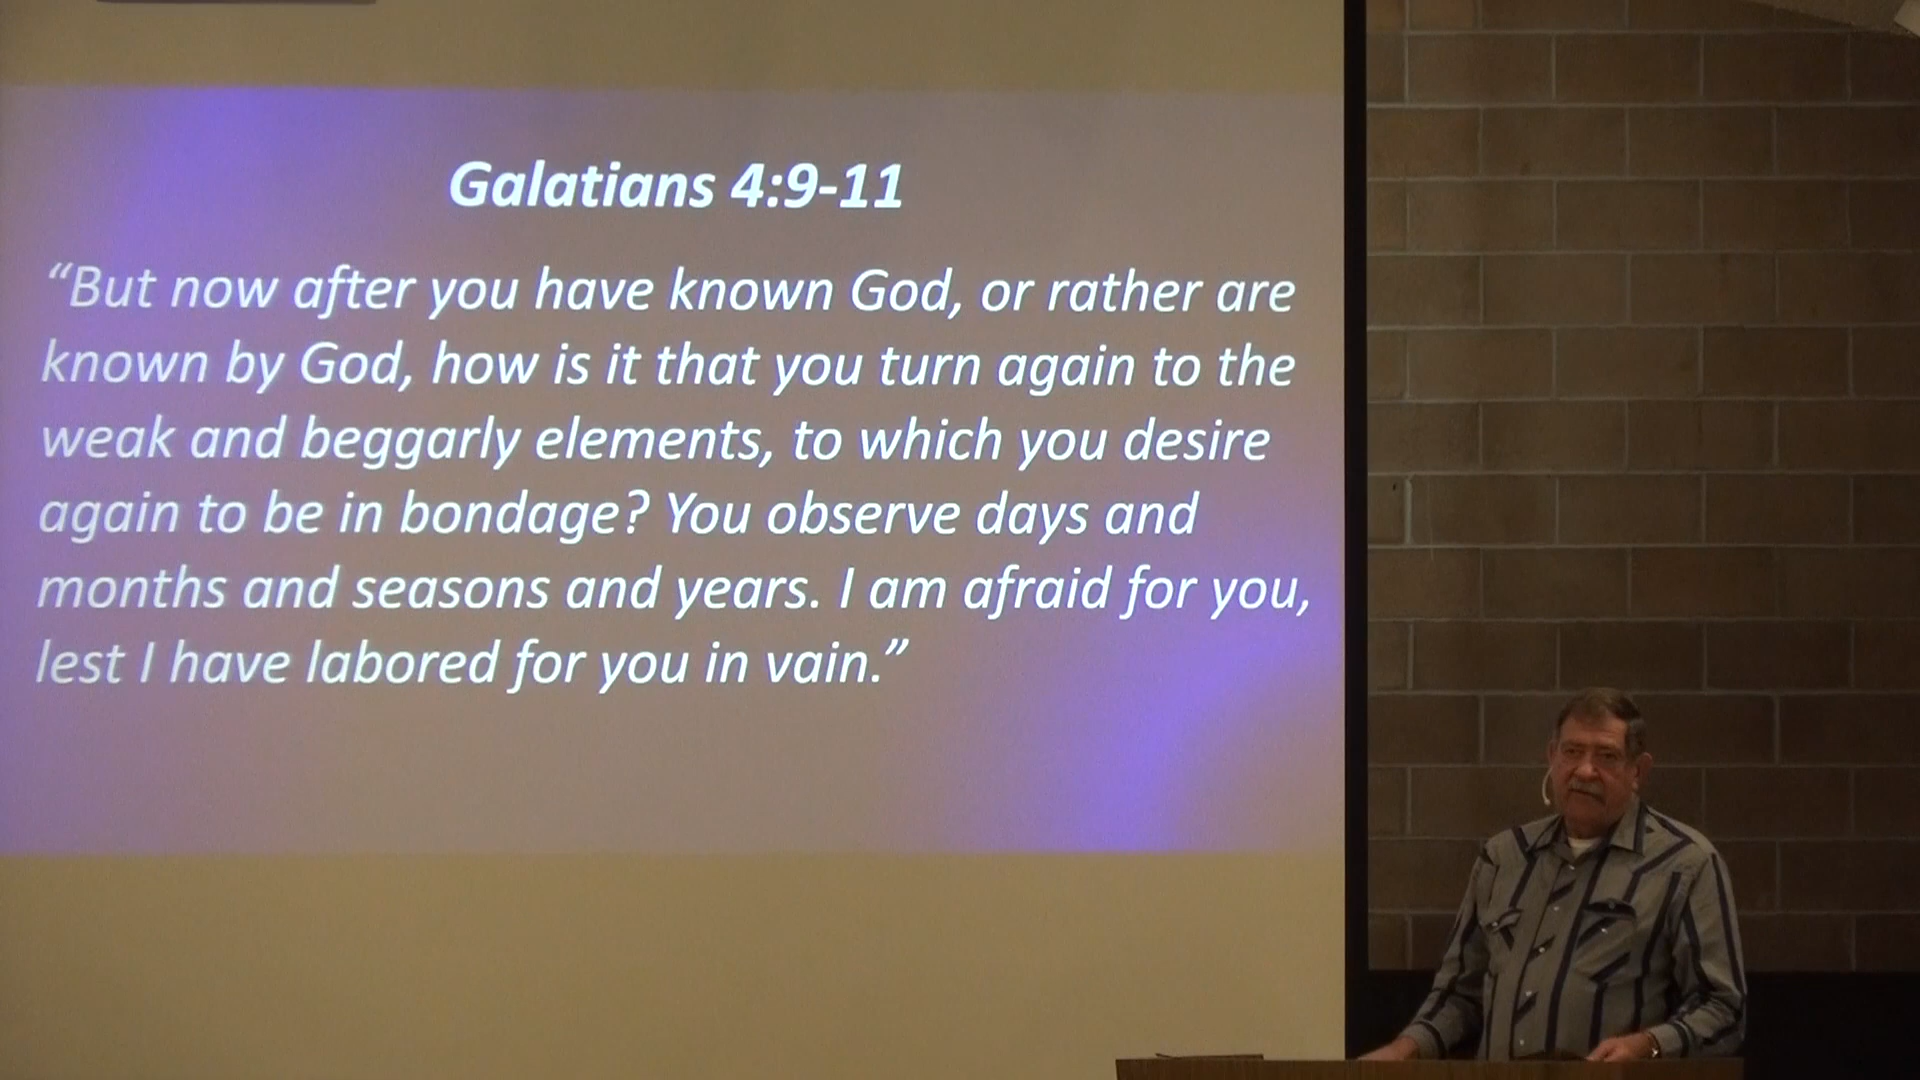 Galatians 4:9-11
“But now after you have known God, or rather are
known by God, how is it that you turn again to the
weak and beggarly elements, to which you desire
again to be in bondage? You observe days and
months and seasons and years. I am afraid for you,
lest I have labored for you in vain.”